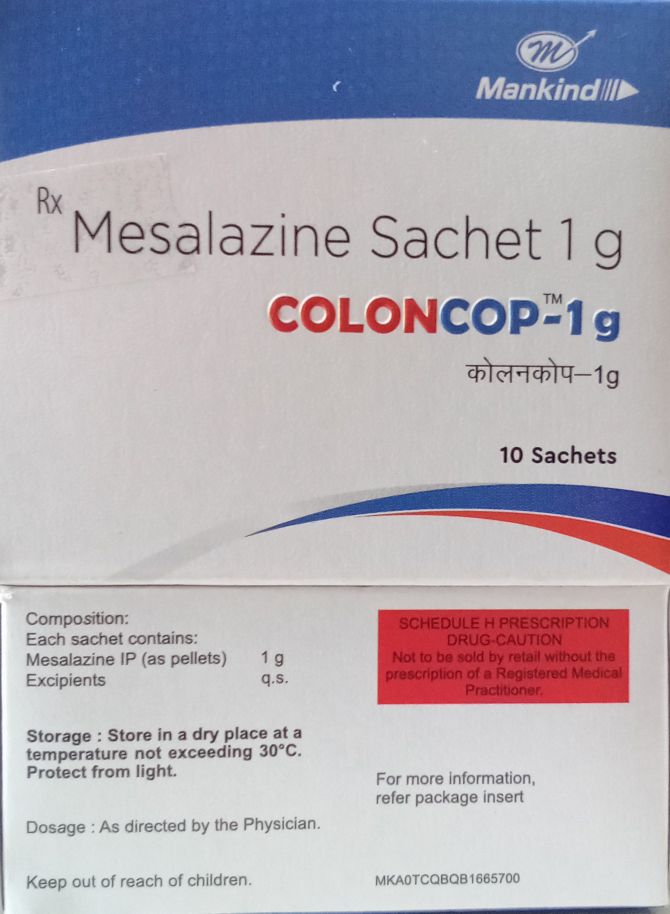 Mankind
Rx
Mesalazine Sachet 1 g
COLONCOP™-1 g
कोलनकोप–1g
10 Sachets
Composition:
Each sachet contains:
Mesalazine IP (as pellets) 1 g
Excipients q.s.
Storage : Store in a dry place at a
temperature not exceeding 30°C.
Protect from light.
Dosage : As directed by the Physician.
Keep out of reach of children.
SCHEDULE H PRESCRIPTION
DRUG-CAUTION
Not to be sold by retail without the
prescription of a Registered Medical
Practitioner.
For more information,
refer package insert
MKA0TCQBQB1665700